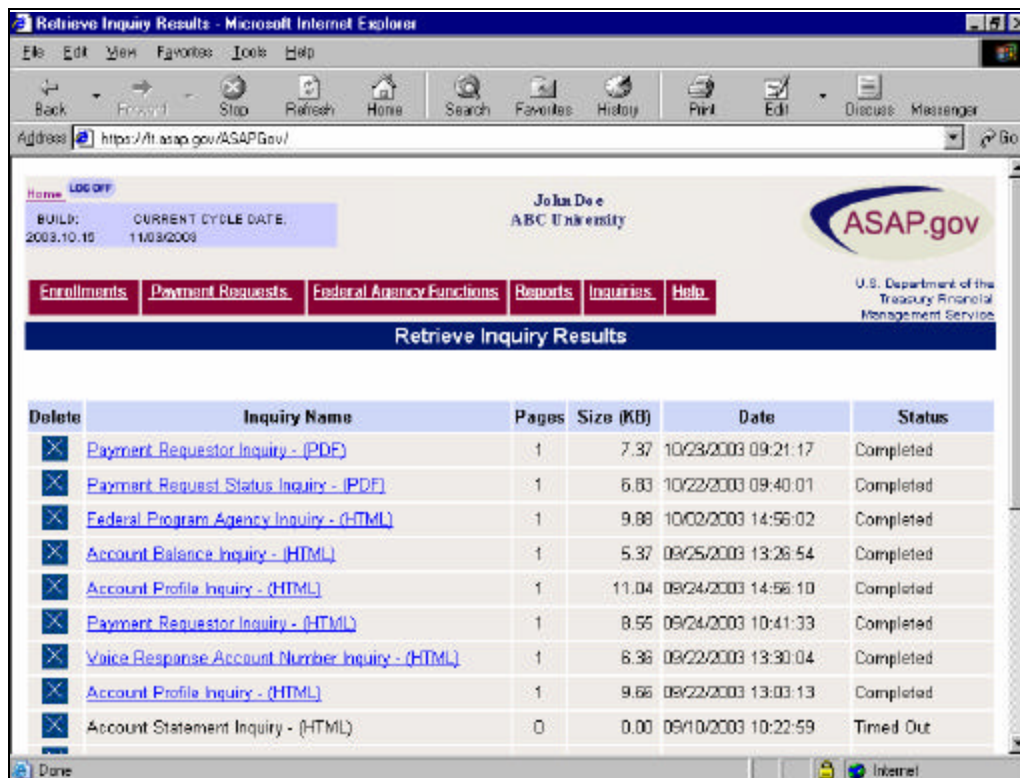 Retrieve Inquiry Results - Microsoft Internet Explorer
File Edit View Favorites Tools Help
Back Forward Stop Refresh Home Search Favorites History Print Edit Discuss Messenger
Address https://ft.asap.gov/ASAPGov/ Go
Home LOG OFF
BUILD: CURRENT CYCLE DATE:
2003.10.15 11/03/2003
John Doe
ABC University
ASAP.gov
U.S. Department of the
Treasury Financial
Management Service
Enrollments Payment Requests Federal Agency Functions Reports Inquiries Help
Retrieve Inquiry Results
Delete Inquiry Name Pages Size (KB) Date Status
Payment Requestor Inquiry - (PDF) 1 7.37 10/23/2003 09:21:17 Completed
Payment Request Status Inquiry - (PDF) 1 6.83 10/22/2003 09:40:01 Completed
Federal Program Agency Inquiry - (HTML) 1 9.88 10/02/2003 14:56:02 Completed
Account Balance Inquiry - (HTML) 1 5.37 09/25/2003 13:26:54 Completed
Account Profile Inquiry - (HTML) 1 11.04 09/24/2003 14:56:10 Completed
Payment Requestor Inquiry - (HTML) 1 8.55 09/24/2003 10:41:33 Completed
Voice Response Account Number Inquiry - (HTML) 1 6.36 09/22/2003 13:30:04 Completed
Account Profile Inquiry - (HTML) 1 9.66 09/22/2003 13:03:13 Completed
Account Statement Inquiry - (HTML) 0 0.00 09/10/2003 10:22:59 Timed Out
Done Internet